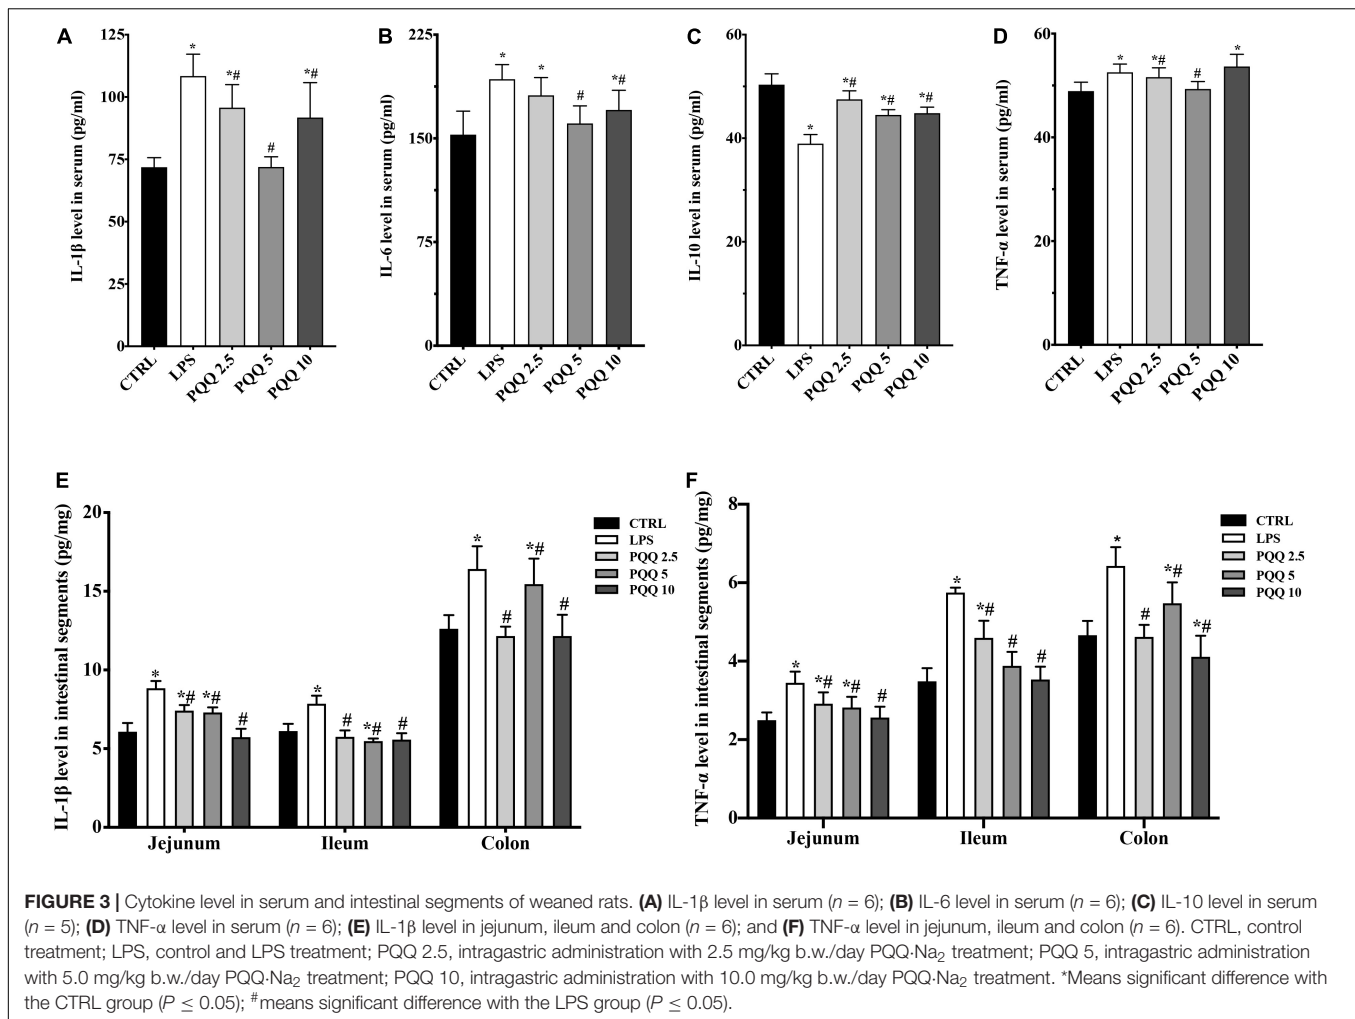 A
IL-1β level in serum (pg/ml)
125
100
75
50
25
0
*
*#
#
*#
CTRL
LPS
PQQ 2.5
PQQ 5
PQQ 10
B
IL-6 level in serum (pg/ml)
225
150
75
0
*
*
#
*#
CTRL
LPS
PQQ 2.5
PQQ 5
PQQ 10
C
IL-10 level in serum (pg/ml)
60
40
20
0
*
*#
*#
*#
CTRL
LPS
PQQ 2.5
PQQ 5
PQQ 10
D
TNF-α level in serum (pg/ml)
60
40
20
0
*
*#
#
*
CTRL
LPS
PQQ 2.5
PQQ 5
PQQ 10
E
IL-1β level in intestinal segments (pg/mg)
20
15
10
5
0
*
*#
*#
#
*
#
*#
#
*
#
*#
#
Jejunum
Ileum
Colon
CTRL
LPS
PQQ 2.5
PQQ 5
PQQ 10
F
TNF-α level in intestinal segments (pg/mg)
8
6
4
2
0
*
*#
*#
#
*
*#
#
#
*
#
*#
*#
Jejunum
Ileum
Colon
CTRL
LPS
PQQ 2.5
PQQ 5
PQQ 10
FIGURE 3 | Cytokine level in serum and intestinal segments of weaned rats. (A) IL-1β level in serum (n = 6); (B) IL-6 level in serum (n = 6); (C) IL-10 level in serum
(n = 5); (D) TNF-α level in serum (n = 6); (E) IL-1β level in jejunum, ileum and colon (n = 6); and (F) TNF-α level in jejunum, ileum and colon (n = 6). CTRL, control
treatment; LPS, control and LPS treatment; PQQ 2.5, intragastric administration with 2.5 mg/kg b.w./day PQQ·Na₂ treatment; PQQ 5, intragastric administration
with 5.0 mg/kg b.w./day PQQ·Na₂ treatment; PQQ 10, intragastric administration with 10.0 mg/kg b.w./day PQQ·Na₂ treatment. *Means significant difference with
the CTRL group (P ≤ 0.05); #means significant difference with the LPS group (P ≤ 0.05).